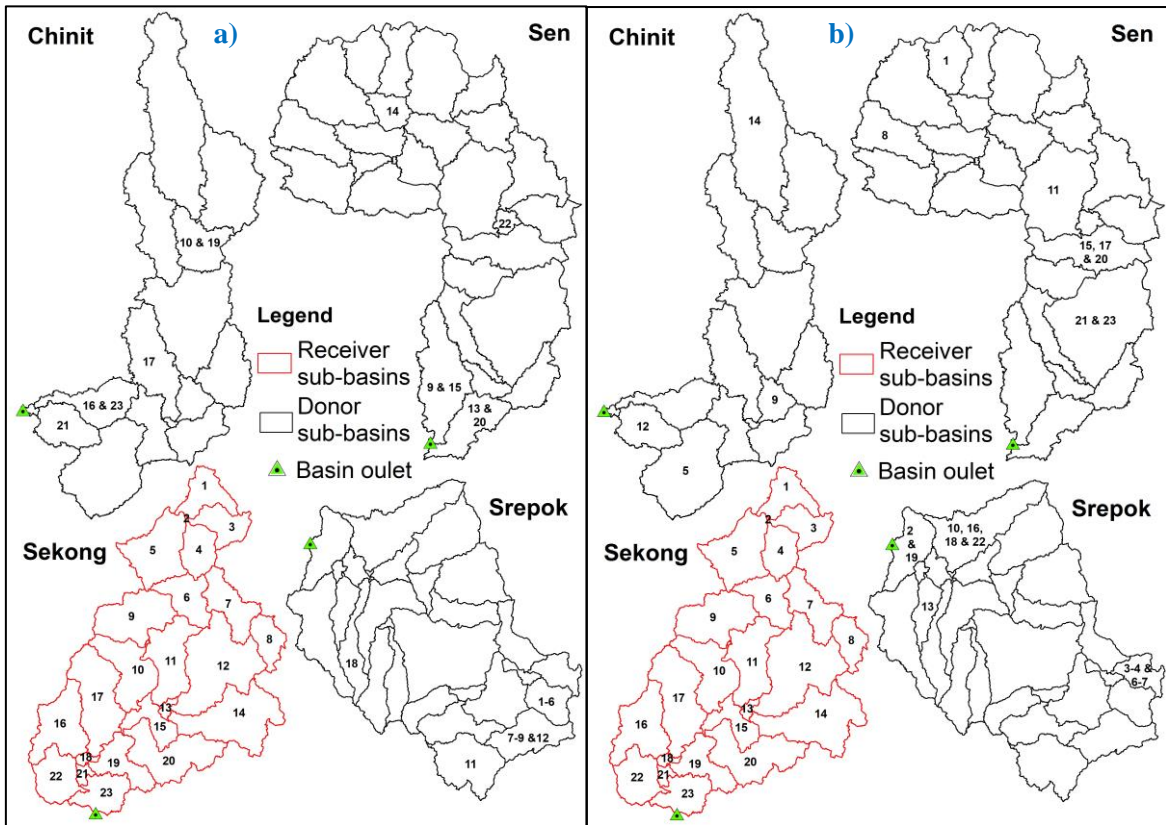 Chinit
a)
Sen
14
22
10 & 19
17
16 & 23
21
9 & 15
13 &
20
Legend
Receiver
sub-basins
Donor
sub-basins
Basin oulet
Sekong
1
2
3
4
5
6
7
8
9
10
11
12
13
14
15
16
17
18
19
20
21
22
23
Srepok
18
1-6
7-9 &12
11
Chinit
b)
Sen
14
1
8
11
15, 17
& 20
21 & 23
9
12
5
Legend
Receiver
sub-basins
Donor
sub-basins
Basin oulet
Sekong
1
2
3
4
5
6
7
8
9
10
11
12
13
14
15
16
17
18
19
20
21
22
23
Srepok
2
&
19
10, 16,
18 & 22
13
3-4 &
6-7